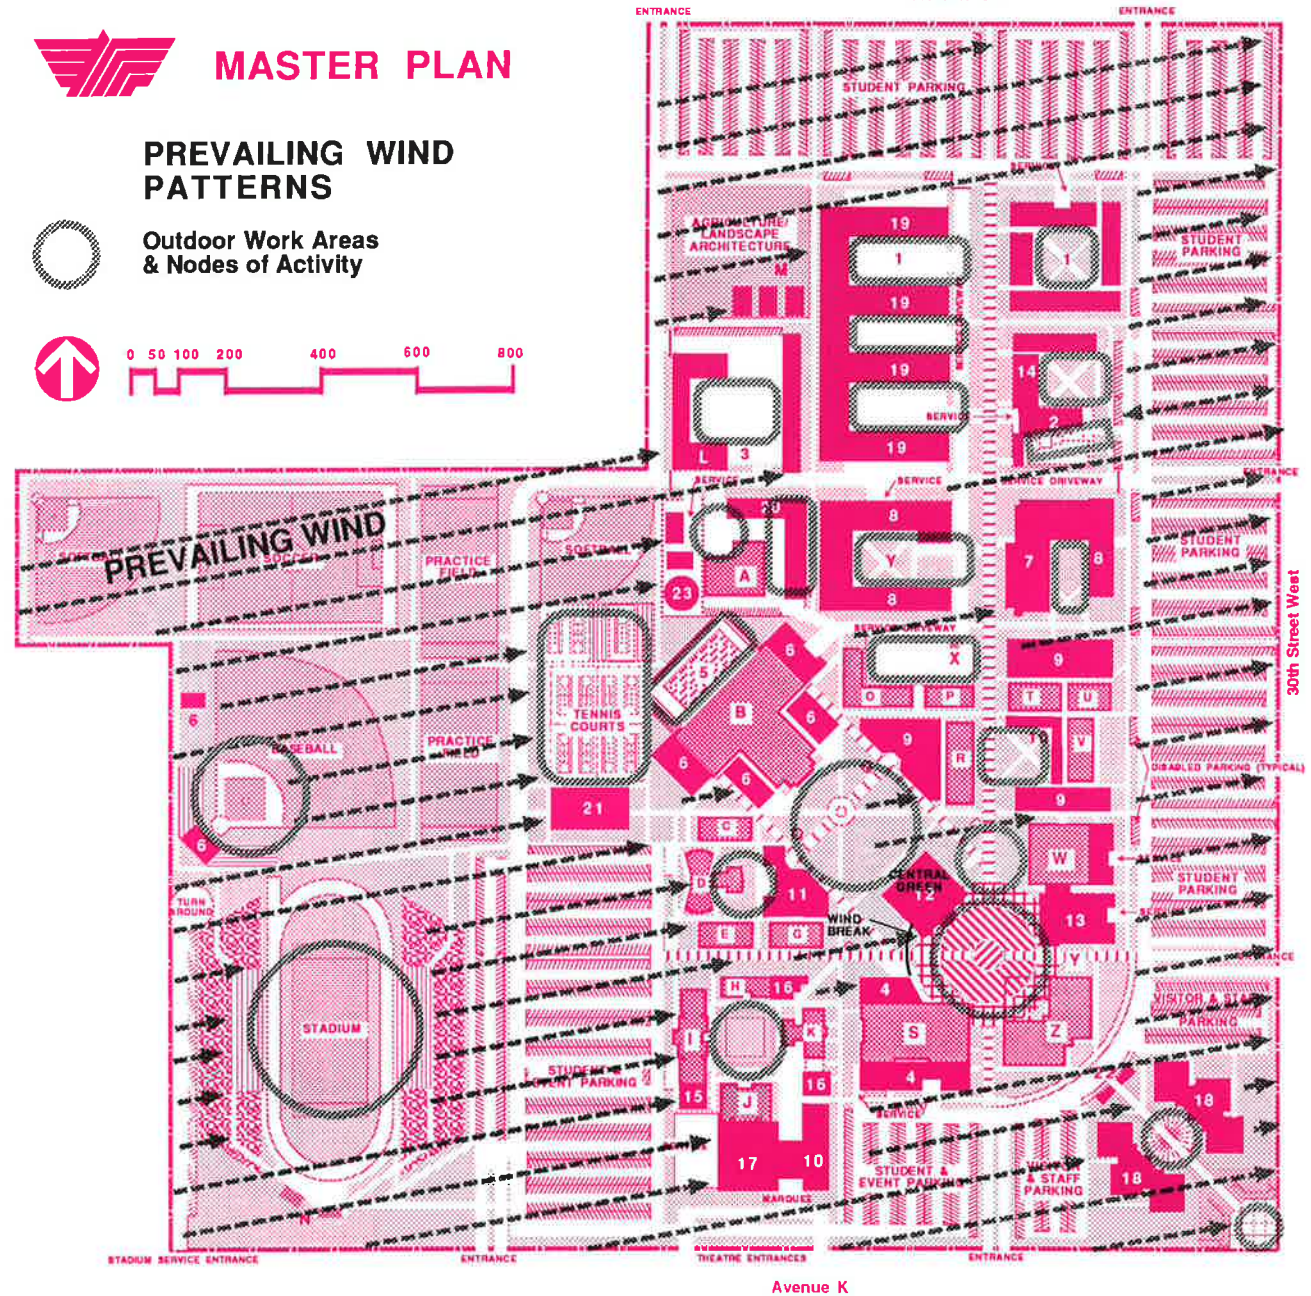 ENTRANCE
ENTRANCE
MASTER PLAN
PREVAILING WIND
PATTERNS
Outdoor Work Areas
& Nodes of Activity
0 50 100 200 400 600 800
STUDENT PARKING
SERVICE
AGRICULTURE/
LANDSCAPE
ARCHITECTURE
M
19
1
19
19
19
1
STUDENT
PARKING
14
2
SERVICE
L
3
SERVICE
SERVICE
SERVICE DRIVEWAY
ENTRANCE
PREVAILING WIND
SOCCER
PRACTICE
FIELD
SOFTBALL
20
A
23
8
Y
8
7
8
STUDENT
PARKING
30th Street West
SERVICE DRIVEWAY
X
9
O
P
T
U
6
5
B
6
6
6
TENNIS
COURTS
6
BASEBALL
PRACTICE
FIELD
9
R
V
DISABLED PARKING (TYPICAL)
9
21
6
C
W
D
11
CENTRAL
GREEN
12
STUDENT
PARKING
TURN
AROUND
13
E
G
WIND
BREAK
Y
ENTRANCE
H
16
4
VISITOR & STAFF
PARKING
STADIUM
I
K
S
Z
STUDENT &
EVENT PARKING
15
J
16
4
SERVICE
18
17
10
18
STUDENT &
EVENT PARKING
& STAFF
PARKING
MARQUEE
N
STADIUM SERVICE ENTRANCE
ENTRANCE
THEATRE ENTRANCES
ENTRANCE
Avenue K